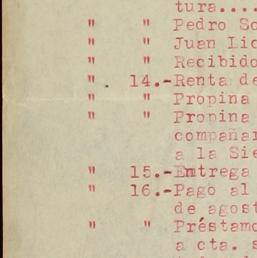 tura....
" " Pedro So
" " Juan Lic
" " Recibido
" 14.-Renta de
" " Propina
" " Propina
compañar
a la Sie
" 15.-Entrega
" 16.-Pago al
de agost
" " Préstamo
a cta. s